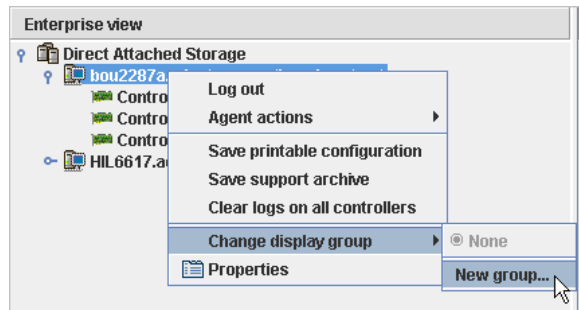 Enterprise view
Direct Attached Storage
bou2287a.
Contro
Contro
Contro
HIL6617.a
Log out
Agent actions
Save printable configuration
Save support archive
Clear logs on all controllers
Change display group
Properties
None
New group...